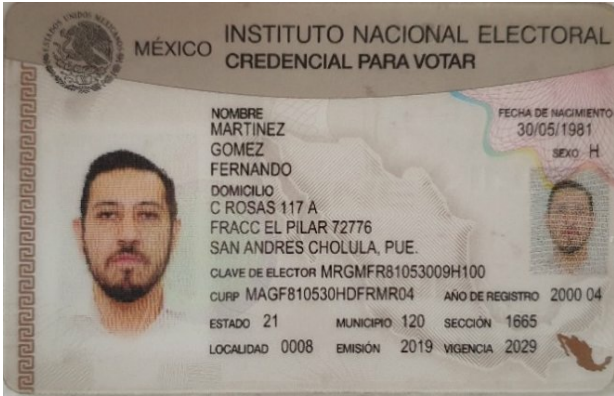 MÉXICO
INSTITUTO NACIONAL ELECTORAL
CREDENCIAL PARA VOTAR
NOMBRE
MARTINEZ
GOMEZ
FERNANDO
FECHA DE NACIMIENTO
30/05/1981
SEXO H
DOMICILIO
C ROSAS 117 A
FRACC EL PILAR 72776
SAN ANDRES CHOLULA, PUE.
CLAVE DE ELECTOR MRGMFR81053009H100
CURP MAGF810530HDFRMR04 AÑO DE REGISTRO 2000 04
ESTADO 21 MUNICIPIO 120 SECCIÓN 1665
LOCALIDAD 0008 EMISIÓN 2019 VIGENCIA 2029